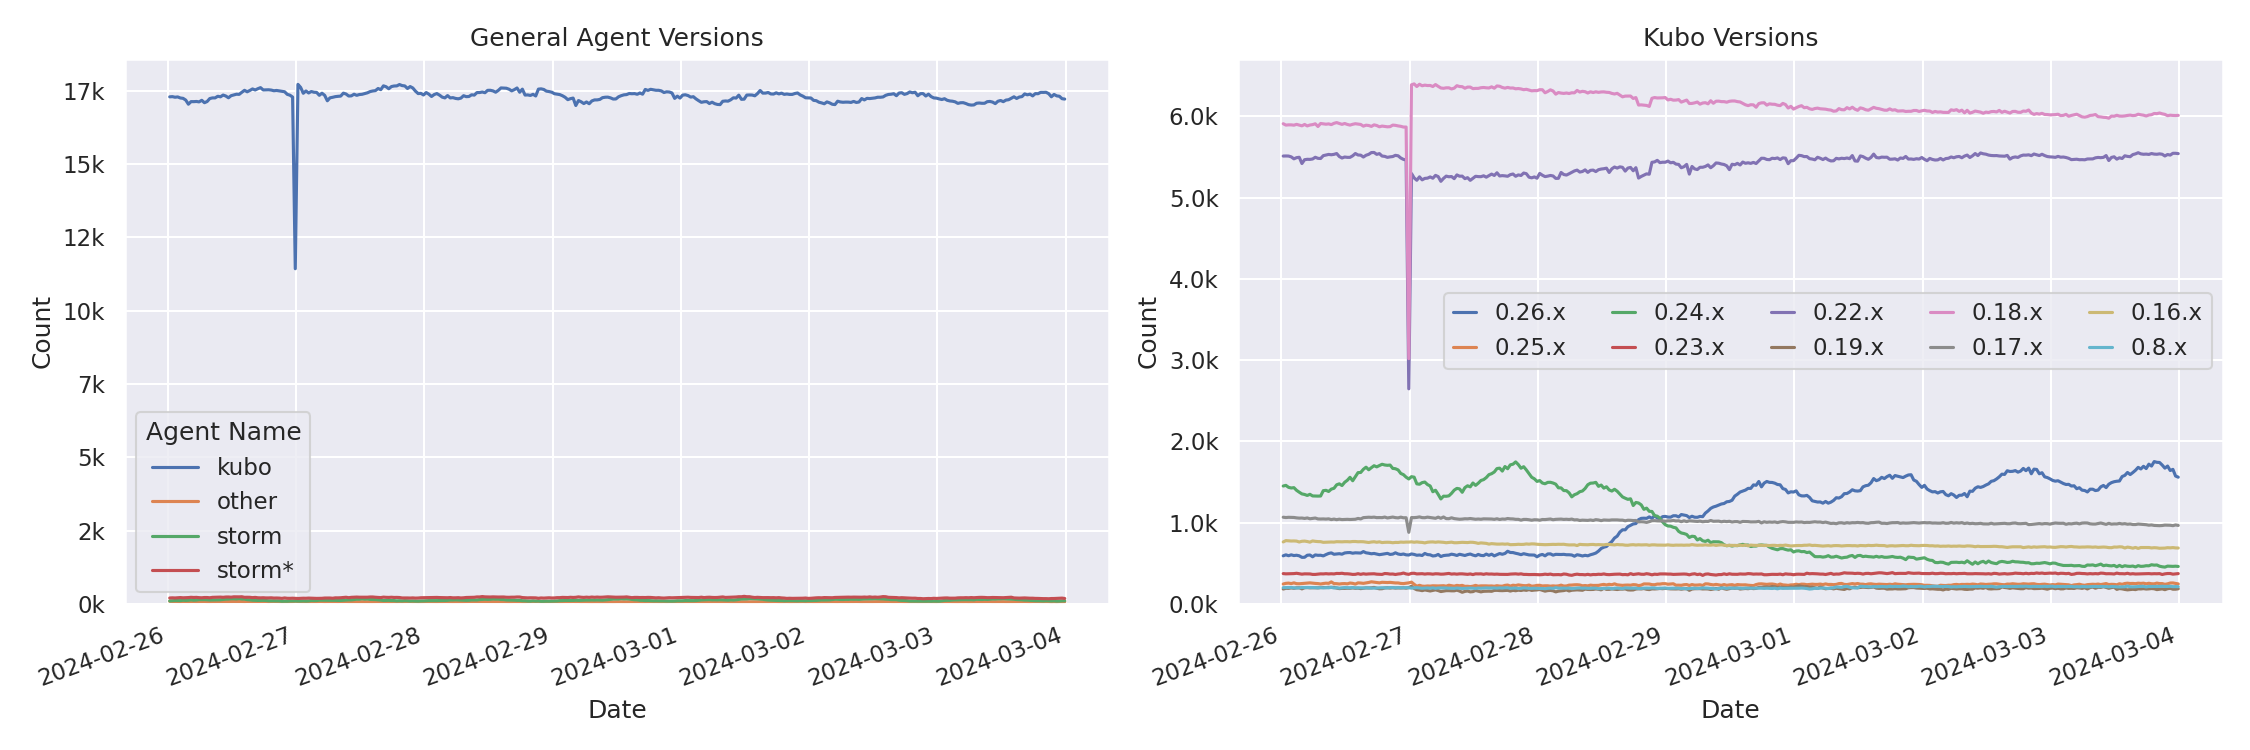 General Agent Versions
17k
15k
12k
10k
7k
5k
2k
0k
Count
Agent Name
kubo
other
storm
storm*
2024-02-26
2024-02-27
2024-02-28
2024-02-29
2024-03-01
2024-03-02
2024-03-03
2024-03-04
Date
Kubo Versions
6.0k
5.0k
4.0k
3.0k
2.0k
1.0k
0.0k
Count
0.26.x 0.24.x 0.22.x 0.18.x 0.16.x
0.25.x 0.23.x 0.19.x 0.17.x 0.8.x
2024-02-26
2024-02-27
2024-02-28
2024-02-29
2024-03-01
2024-03-02
2024-03-03
2024-03-04
Date